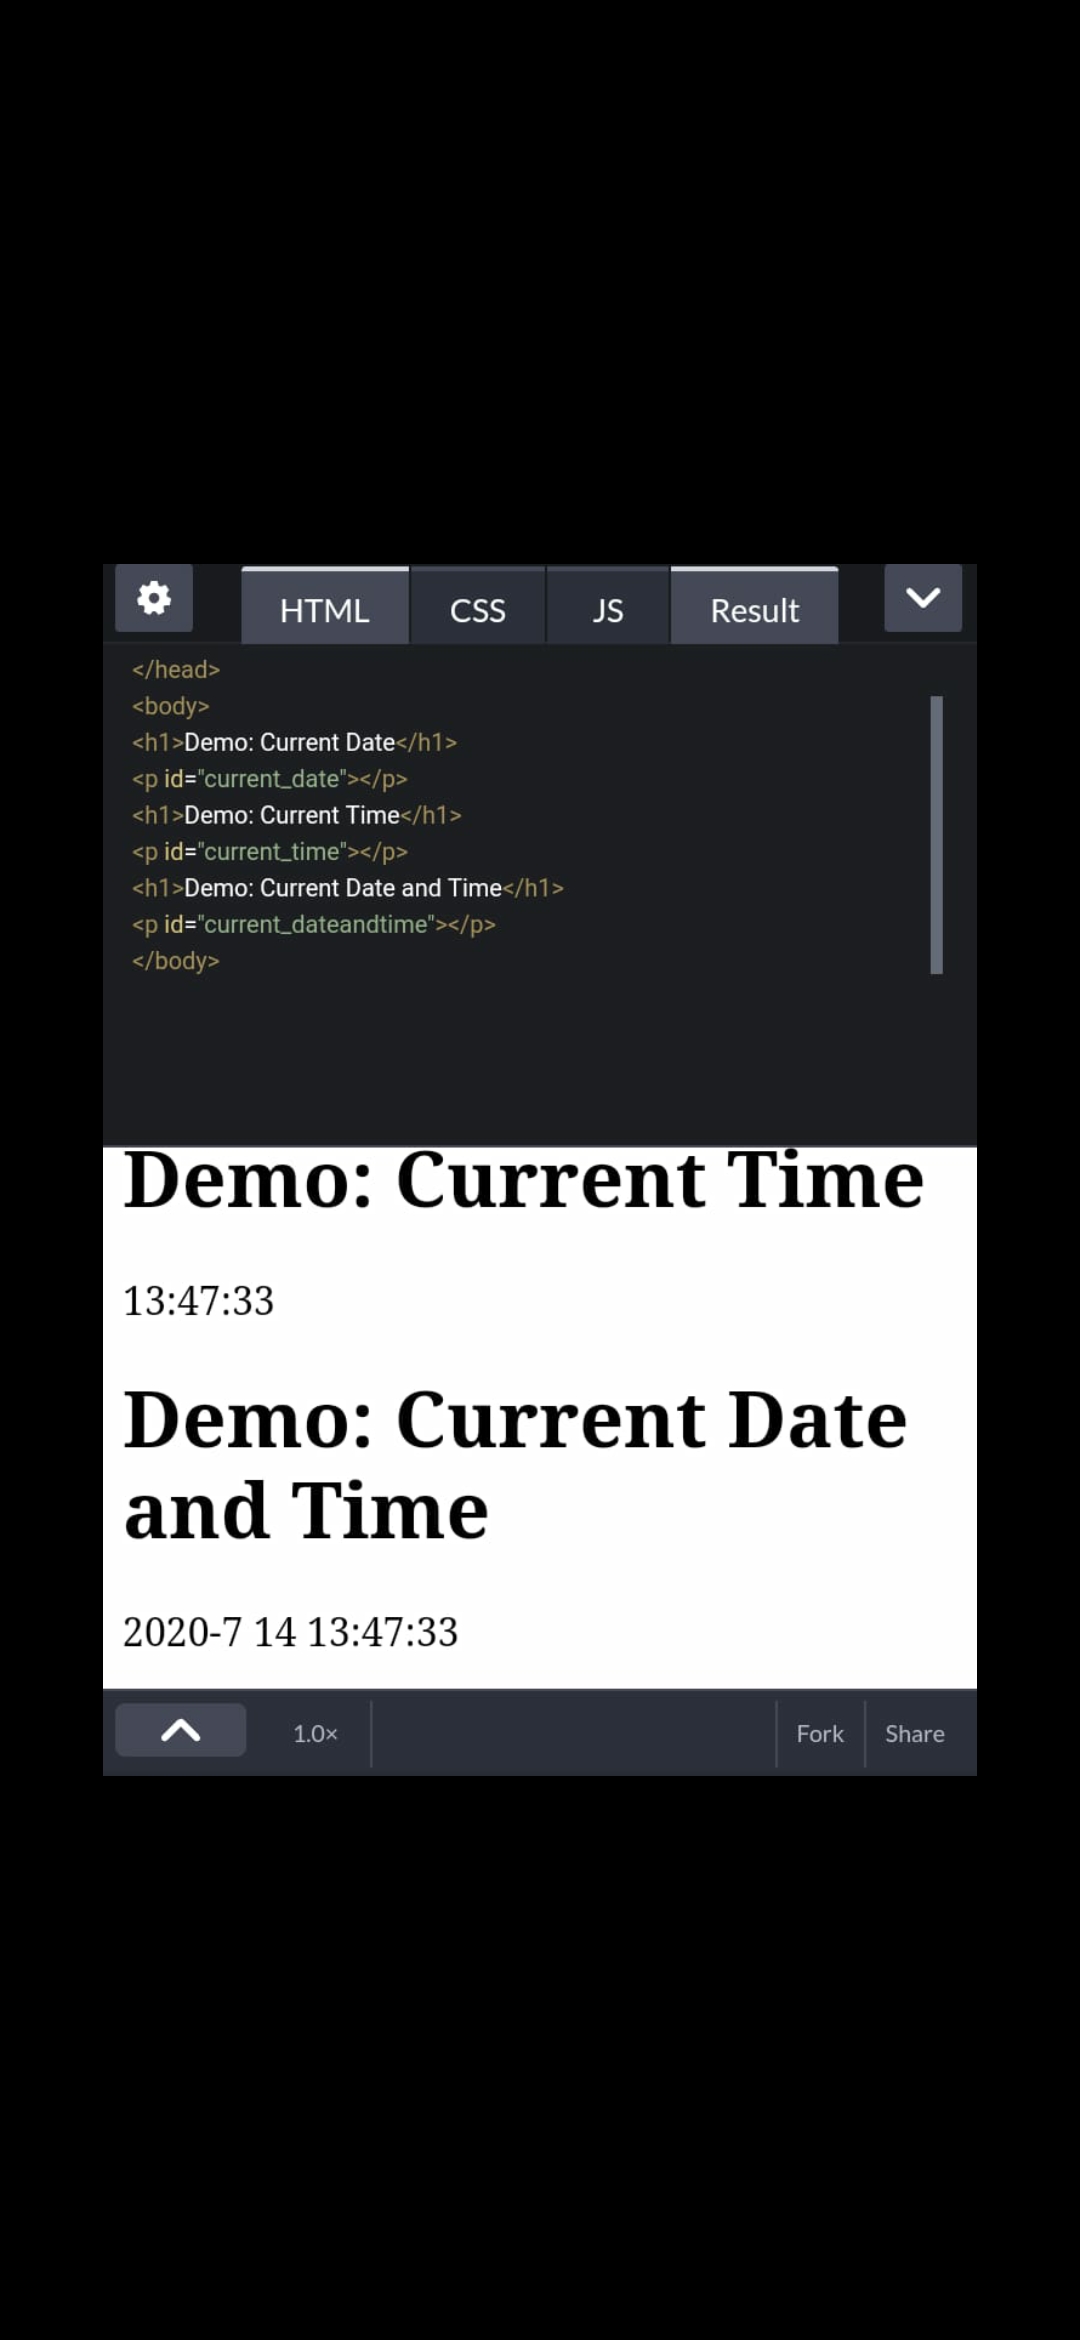 HTML CSS JS Result
</head>
<body>
<h1>Demo: Current Date</h1>
<p id="current_date"></p>
<h1>Demo: Current Time</h1>
<p id="current_time"></p>
<h1>Demo: Current Date and Time</h1>
<p id="current_dateandtime"></p>
</body>
Demo: Current Time
13:47:33
Demo: Current Date
and Time
2020-7 14 13:47:33
1.0× Fork Share